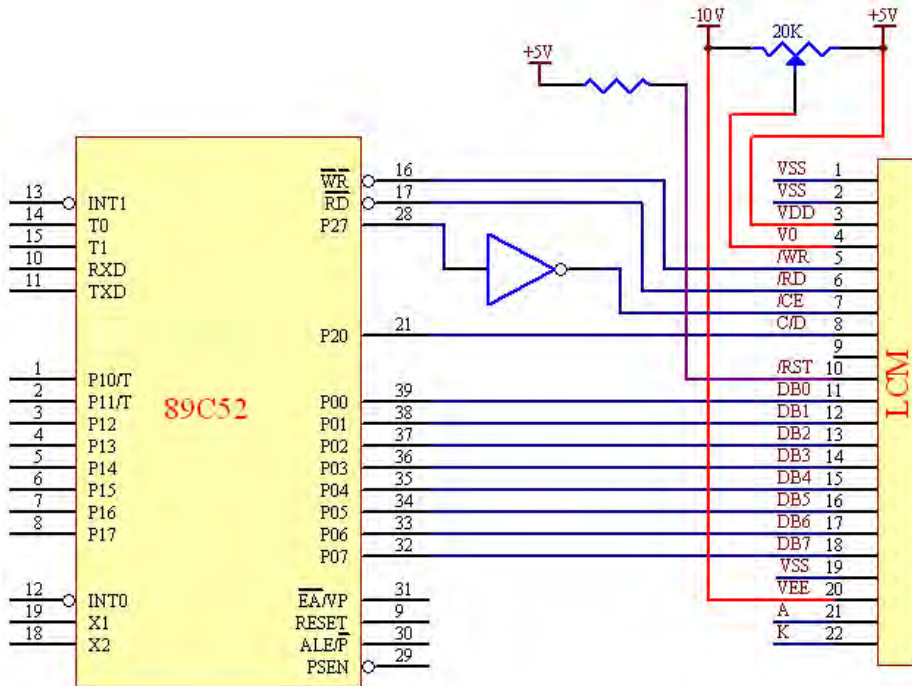 -10V
+5V
20K
+5V
89C52
13 INT1
14 T0
15 T1
10 RXD
11 TXD
1 P10/T
2 P11/T
3 P12
4 P13
5 P14
6 P15
7 P16
8 P17
12 INT0
19 X1
18 X2
WR 16
RD 17
P27 28
P20 21
P00 39
P01 38
P02 37
P03 36
P04 35
P05 34
P06 33
P07 32
EA/VP 31
RESET 9
ALE/P 30
PSEN 29
VSS 1
VSS 2
VDD 3
V0 4
/WR 5
/RD 6
/CE 7
C/D 8
9
/RST 10
DB0 11
DB1 12
DB2 13
DB3 14
DB4 15
DB5 16
DB6 17
DB7 18
VSS 19
VEE 20
A 21
K 22
LCM